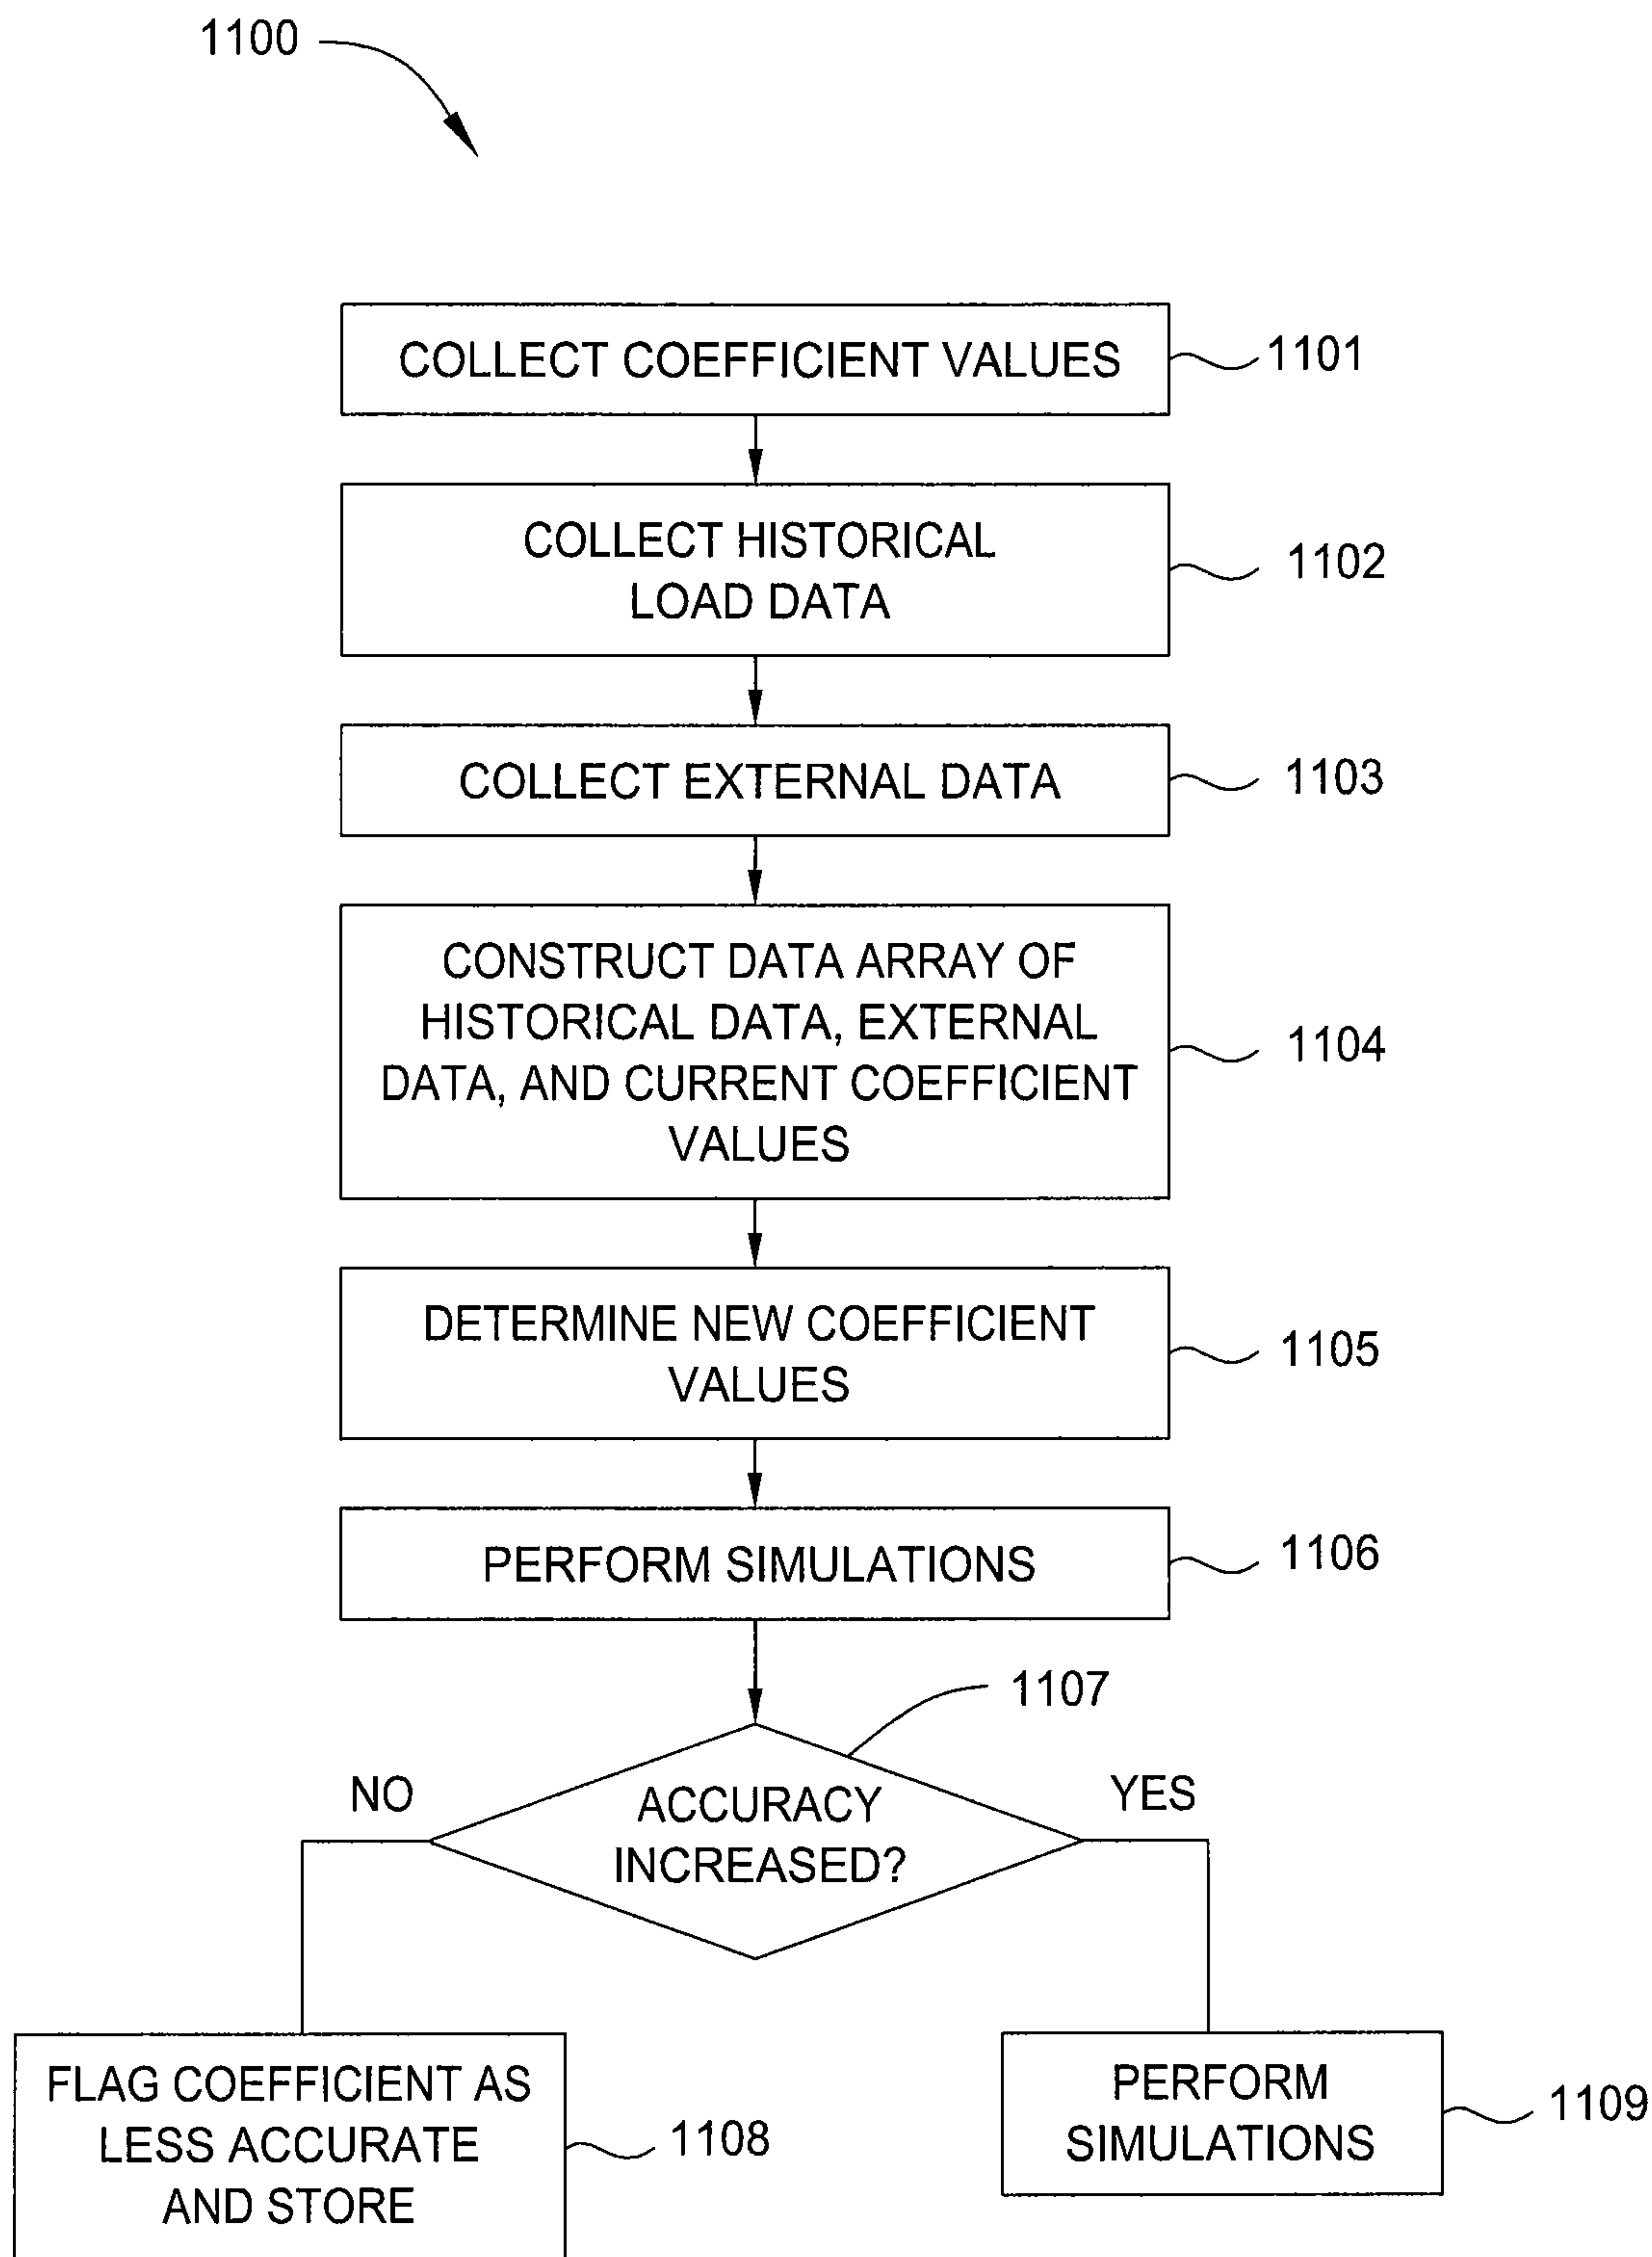 1100
COLLECT COEFFICIENT VALUES
1101
COLLECT HISTORICAL
LOAD DATA
1102
COLLECT EXTERNAL DATA
1103
CONSTRUCT DATA ARRAY OF
HISTORICAL DATA, EXTERNAL
DATA, AND CURRENT COEFFICIENT
VALUES
1104
DETERMINE NEW COEFFICIENT
VALUES
1105
PERFORM SIMULATIONS
1106
1107
NO
ACCURACY
INCREASED?
YES
FLAG COEFFICIENT AS
LESS ACCURATE
AND STORE
1108
PERFORM
SIMULATIONS
1109